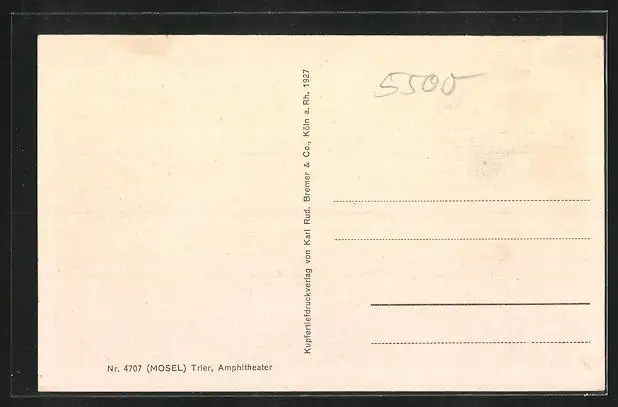 5500
Kupfertiefdruckverlag von Karl Rud. Bremer & Co., Köln a. Rh. 1927
Nr. 4707 (MOSEL) Trier, Amphitheater